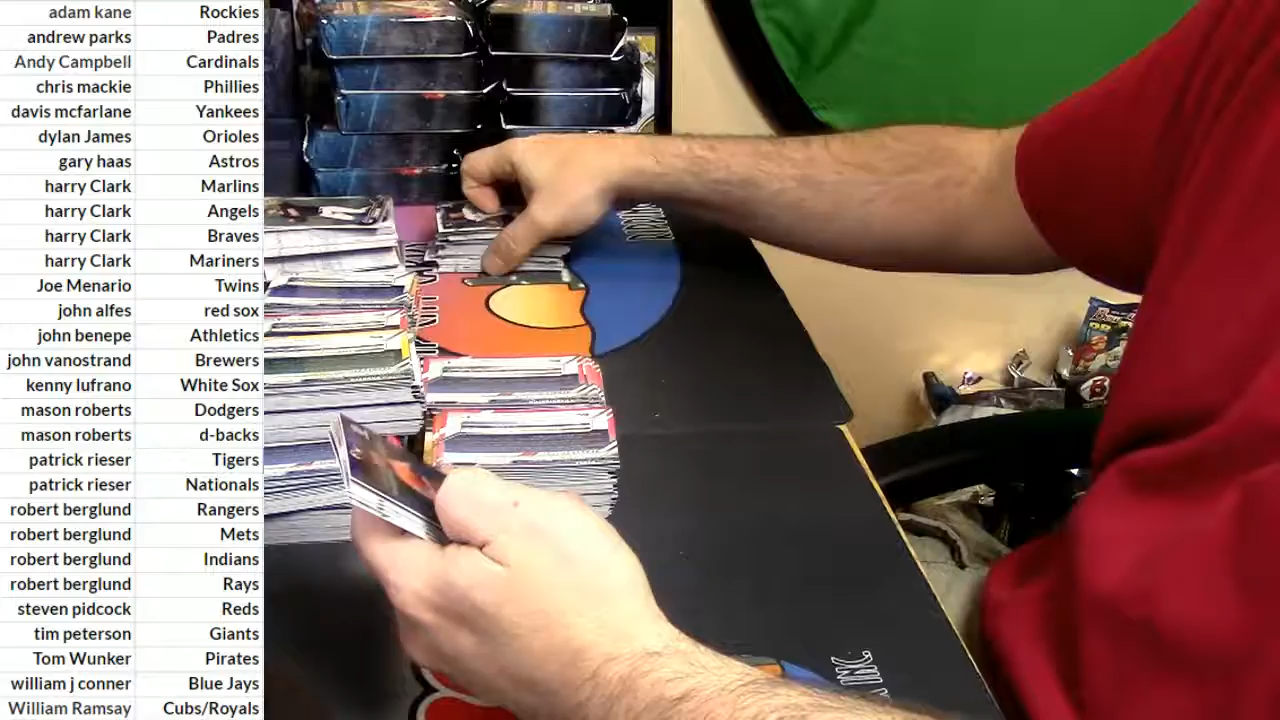 adam kane Rockies
andrew parks Padres
Andy Campbell Cardinals
chris mackie Phillies
davis mcfarlane Yankees
dylan James Orioles
gary haas Astros
harry Clark Marlins
harry Clark Angels
harry Clark Braves
harry Clark Mariners
Joe Menario Twins
john alfes red sox
john benepe Athletics
john vanostrand Brewers
kenny lufrano White Sox
mason roberts Dodgers
mason roberts d-backs
patrick rieser Tigers
patrick rieser Nationals
robert berglund Rangers
robert berglund Mets
robert berglund Indians
robert berglund Rays
steven pidcock Reds
tim peterson Giants
Tom Wunker Pirates
william j conner Blue Jays
William Ramsay Cubs/Royals